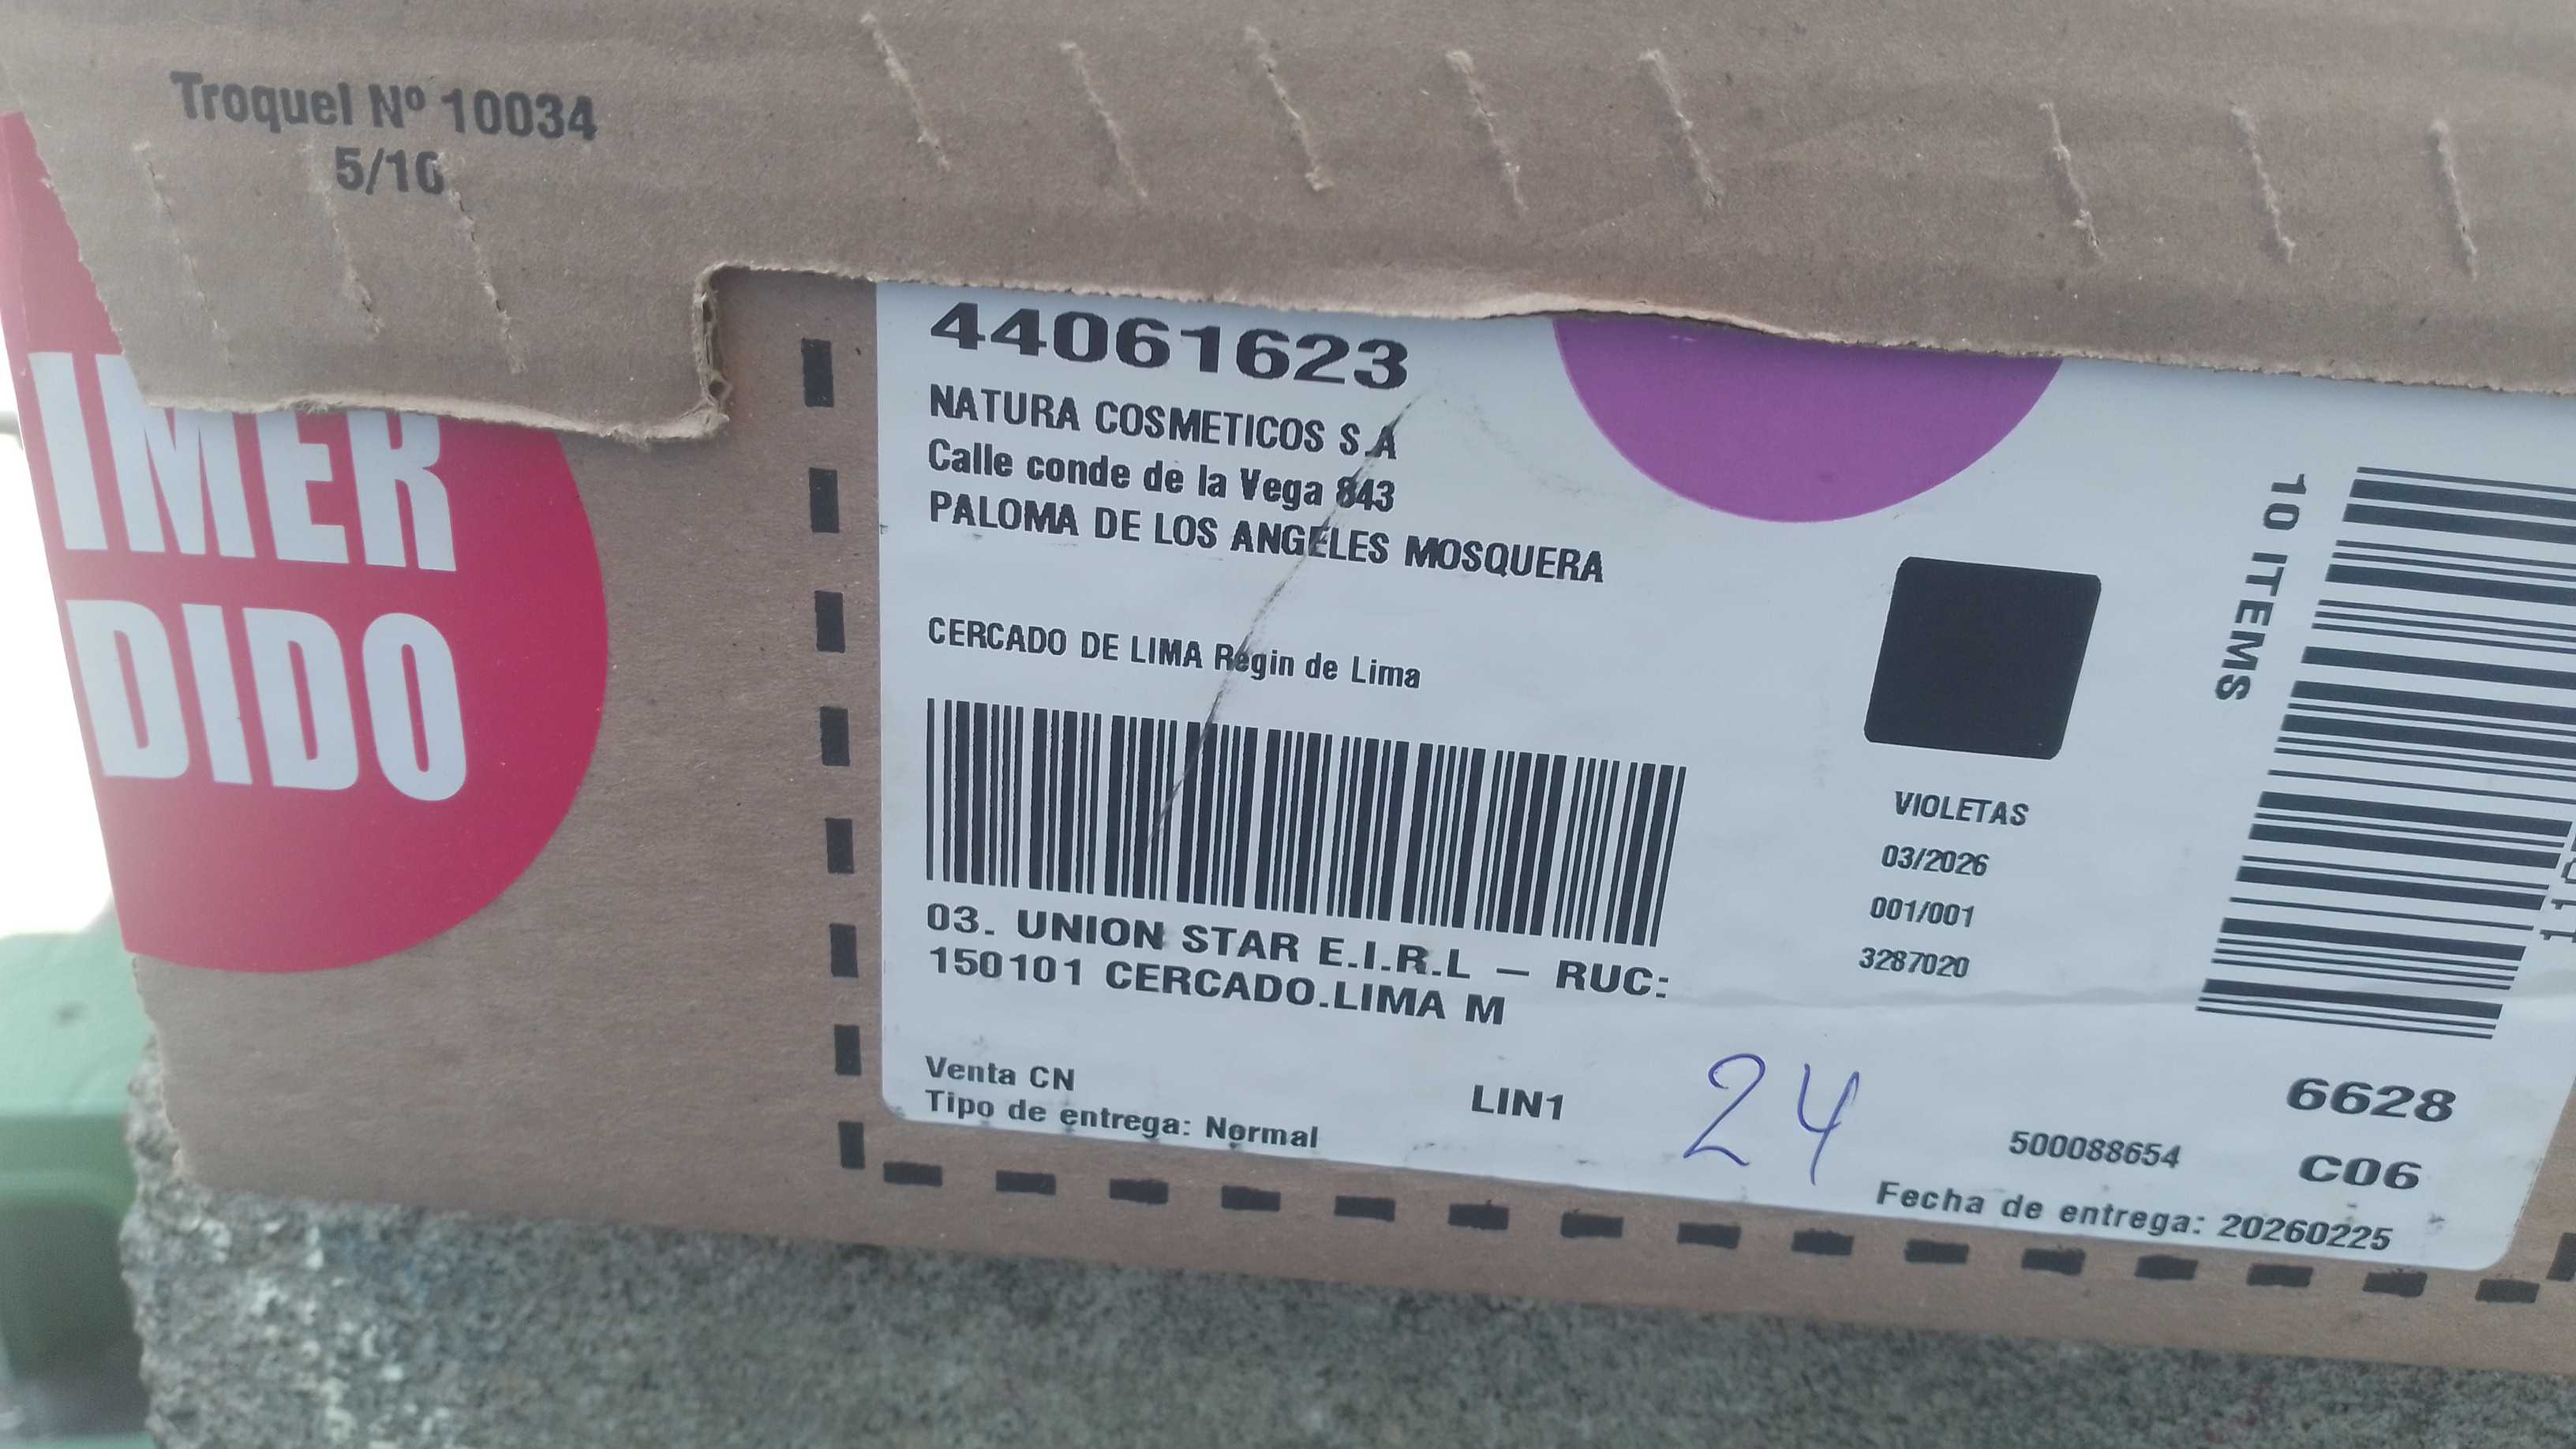 Troquel Nº 10034
5/16
IMER
DIDO
44061623
NATURA COSMETICOS S.A
Calle conde de la Vega 843
PALOMA DE LOS ANGELES MOSQUERA
CERCADO DE LIMA Regin de Lima
03. UNION STAR E.I.R.L – RUC:
150101 CERCADO.LIMA M
Venta CN
Tipo de entrega: Normal
LIN1
24
VIOLETAS
03/2026
001/001
3287020
10 ITEMS
6628
500088654
C06
Fecha de entrega: 20260225